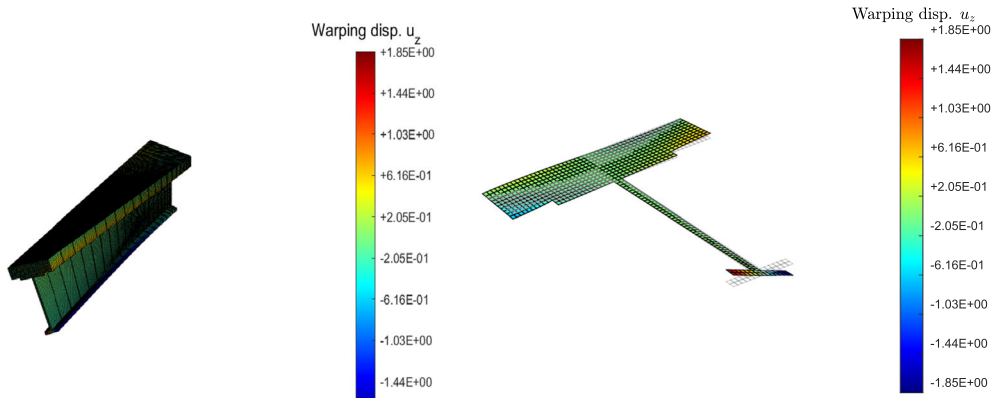 Warping disp. u_z
+1.85E+00
+1.44E+00
+1.03E+00
+6.16E-01
+2.05E-01
-2.05E-01
-6.16E-01
-1.03E+00
-1.44E+00
Warping disp. u_z
+1.85E+00
+1.44E+00
+1.03E+00
+6.16E-01
+2.05E-01
-2.05E-01
-6.16E-01
-1.03E+00
-1.44E+00
-1.85E+00